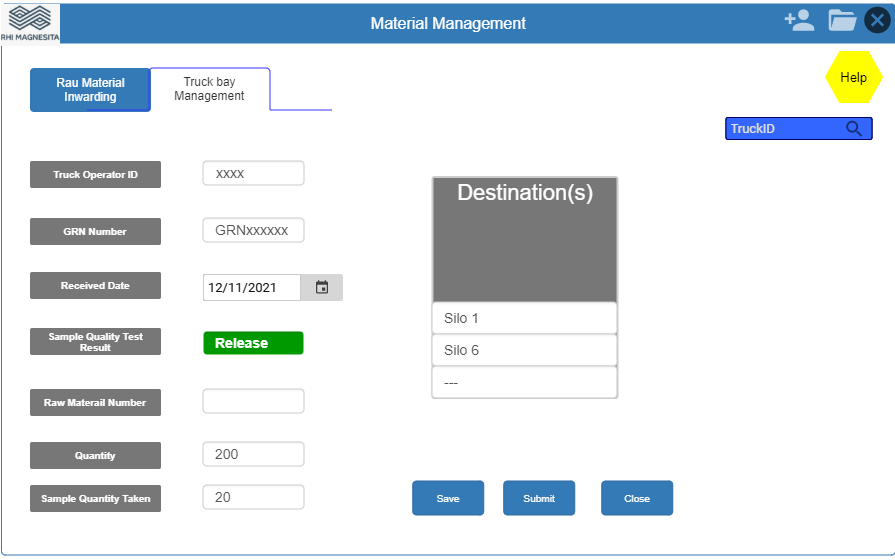 RHI MAGNESITA
Material Management
Rau Material
Inwarding
Truck bay
Management
Help
TruckID
Truck Operator ID
xxxx
GRN Number
GRNxxxxxx
Received Date
12/11/2021
Sample Quality Test
Result
Release
Raw Materail Number
Quantity
200
Sample Quantity Taken
20
Destination(s)
Silo 1
Silo 6
---
Save
Submit
Close